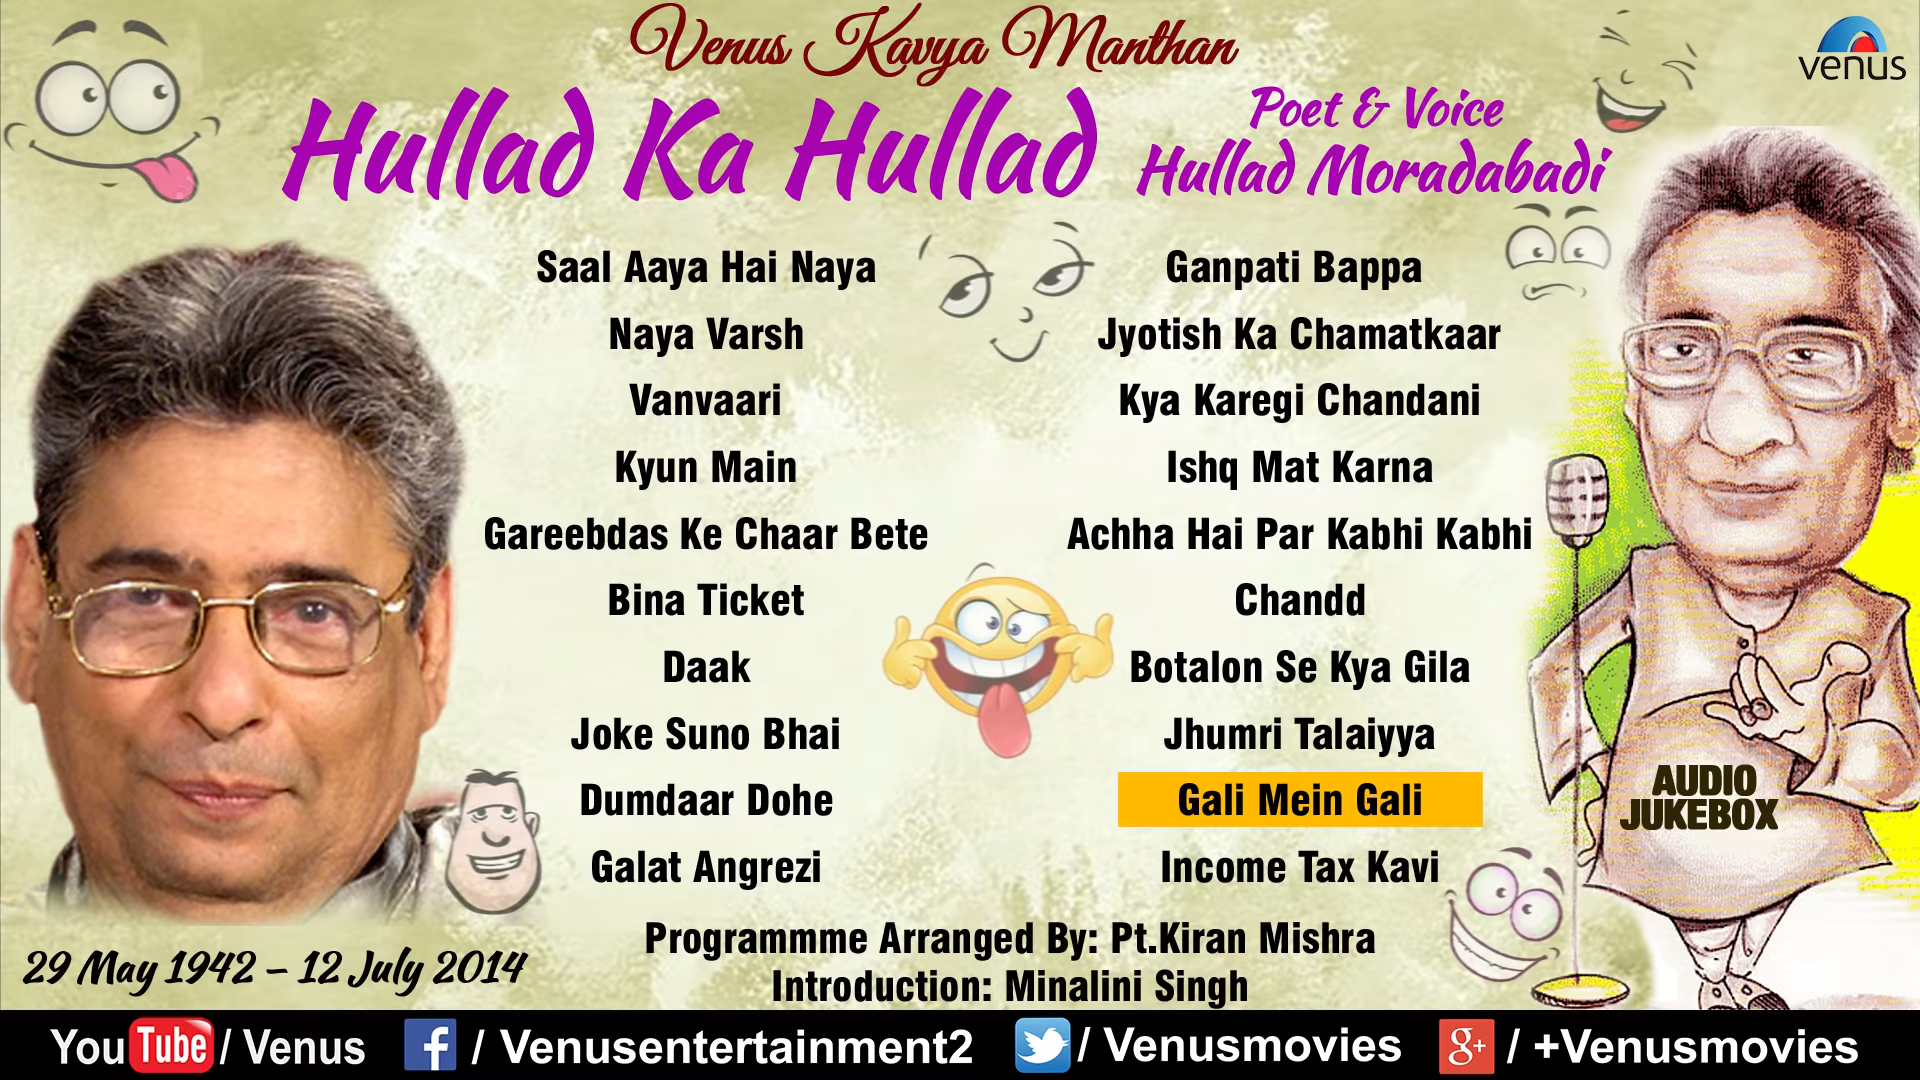 Venus Kavya Manthan
venus
Hullad Ka Hullad
Poet & Voice
Hullad Moradabadi
Saal Aaya Hai Naya
Naya Varsh
Vanvaari
Kyun Main
Gareebdas Ke Chaar Bete
Bina Ticket
Daak
Joke Suno Bhai
Dumdaar Dohe
Galat Angrezi
Ganpati Bappa
Jyotish Ka Chamatkaar
Kya Karegi Chandani
Ishq Mat Karna
Achha Hai Par Kabhi Kabhi
Chandd
Botalon Se Kya Gila
Jhumri Talaiyya
Gali Mein Gali
Income Tax Kavi
AUDIO
JUKEBOX
Programmme Arranged By: Pt.Kiran Mishra
Introduction: Minalini Singh
29 May 1942 – 12 July 2014
YouTube / Venus f / Venusentertainment2 / Venusmovies g+ / +Venusmovies